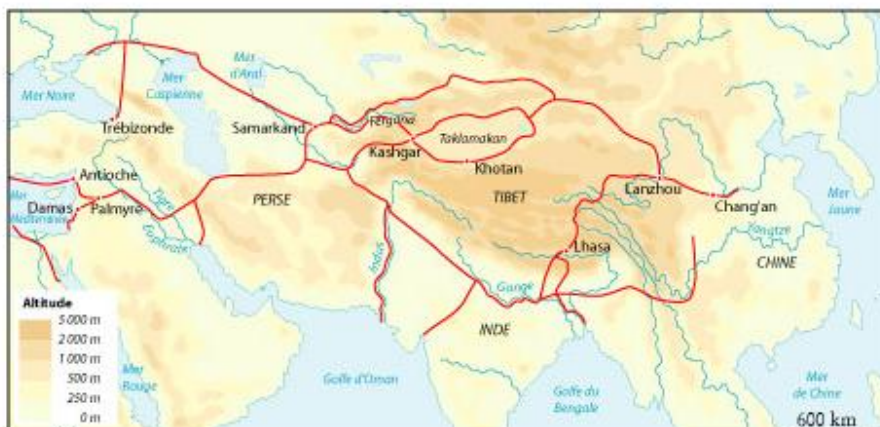 Mer
d'Aral
Mer
Caspienne
Mer Noire
Trébizonde
Samarkand
Fergana
Taklamakan
Kashgar
Khotan
Antioche
Mer
Méditerranée
Damas
Palmyre
Tigre
Euphrate
PERSE
TIBET
Lanzhou
Chang'an
Mer
Jaune
Yangtze
CHINE
Lhasa
Indus
Gange
INDE
Altitude
5 000 m
2 000 m
1 000 m
500 m
250 m
0 m
Mer
Rouge
Golfe d'Oman
Golfe du
Bengale
Mer
de Chine
600 km